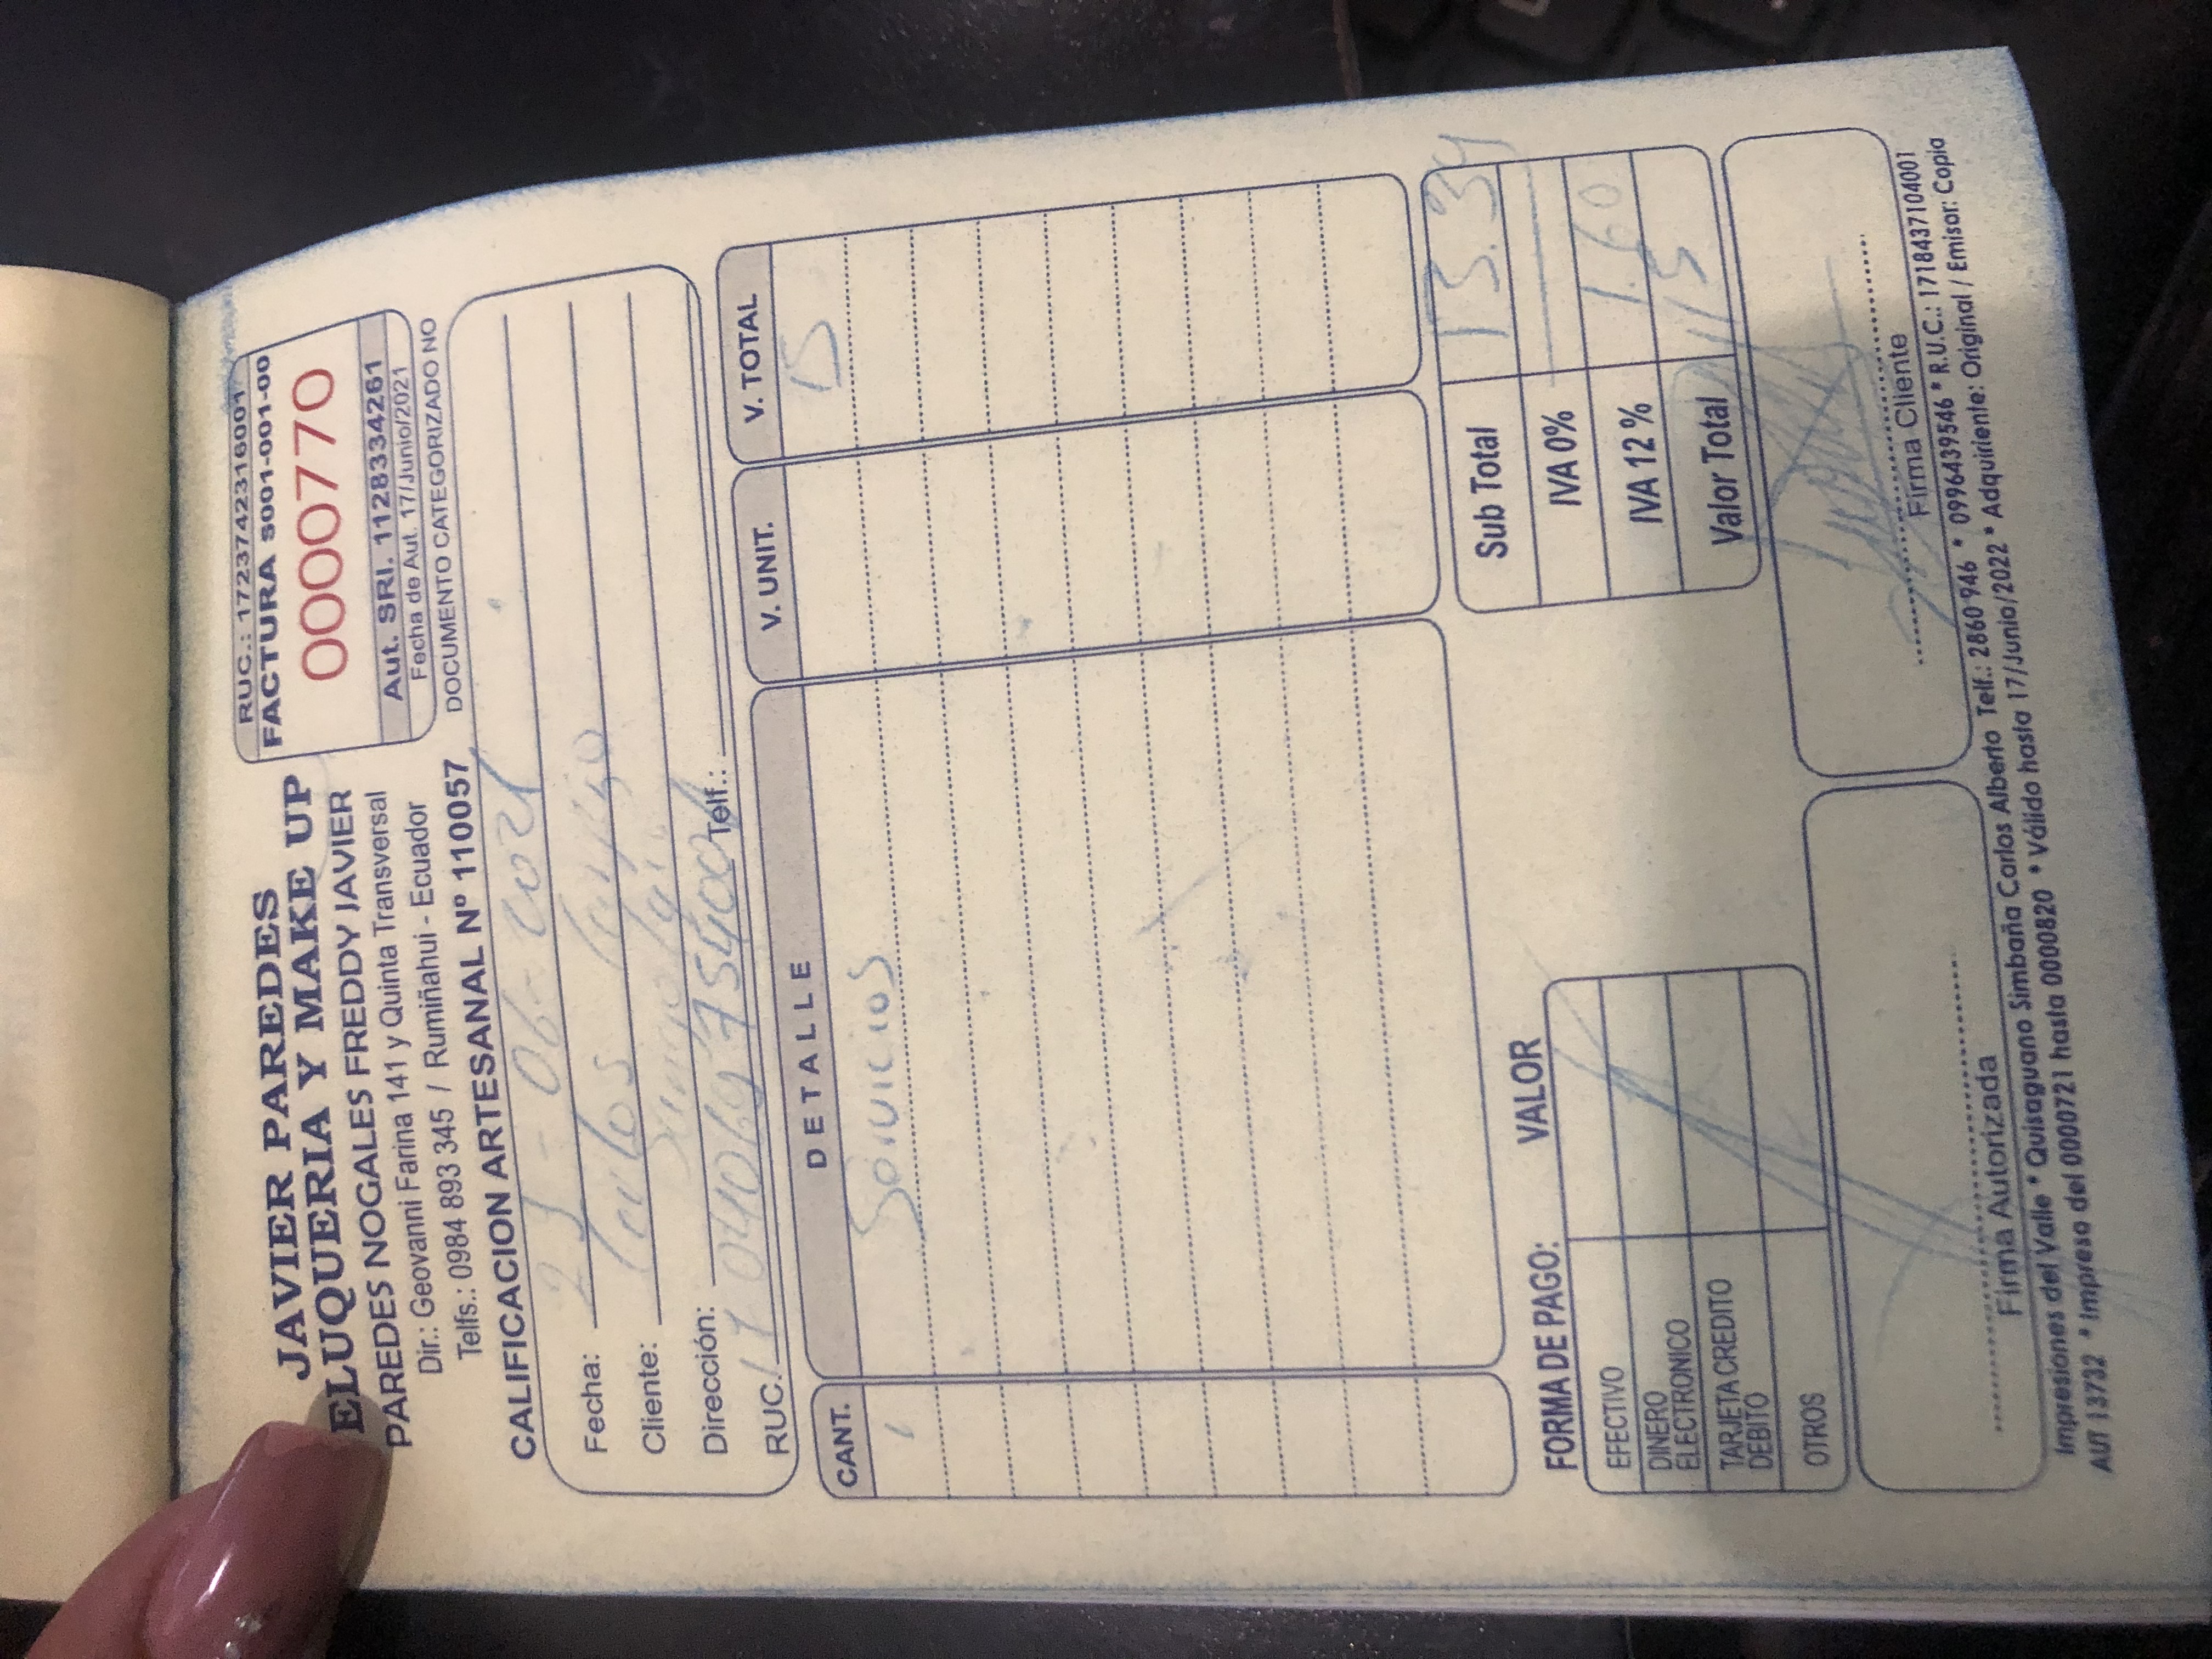 JAVIER PAREDES
ELUQUERIA Y MAKE UP
PAREDES NOGALES FREDDY JAVIER
Dir.: Geovanni Farina 141 y Quinta Transversal
Telfs.: 0984 893 345 / Rumiñahui - Ecuador
CALIFICACION ARTESANAL Nº 110057
RUC.: 1723742316001
FACTURA S001-001-00
0000770
Aut. SRI. 1128334261
Fecha de Aut. 17/Junio/2021
DOCUMENTO CATEGORIZADO NO
Fecha: 23-06-2021
Cliente: Carlos
Dirección: Sangolqui
RUC. Telf.:
CANT. DETALLE V. UNIT. V. TOTAL
1 Servicios 15
Sub Total 13.39
IVA 0%
IVA 12 % 1.60
Valor Total 15
FORMA DE PAGO: VALOR
EFECTIVO
DINERO
ELECTRONICO
TARJETA CREDITO
DEBITO
OTROS
Firma Autorizada
Firma Cliente
Impresiones del Valle * Quisaguano Simbaña Carlos Alberto Telf.: 2860 946 * 0996439546 * R.U.C.: 1718437104001
AUT 13732 * Impreso del 0000721 hasta 0000820 * Válido hasta 17/Junio/2022 * Adquiriente: Original / Emisor: Copia